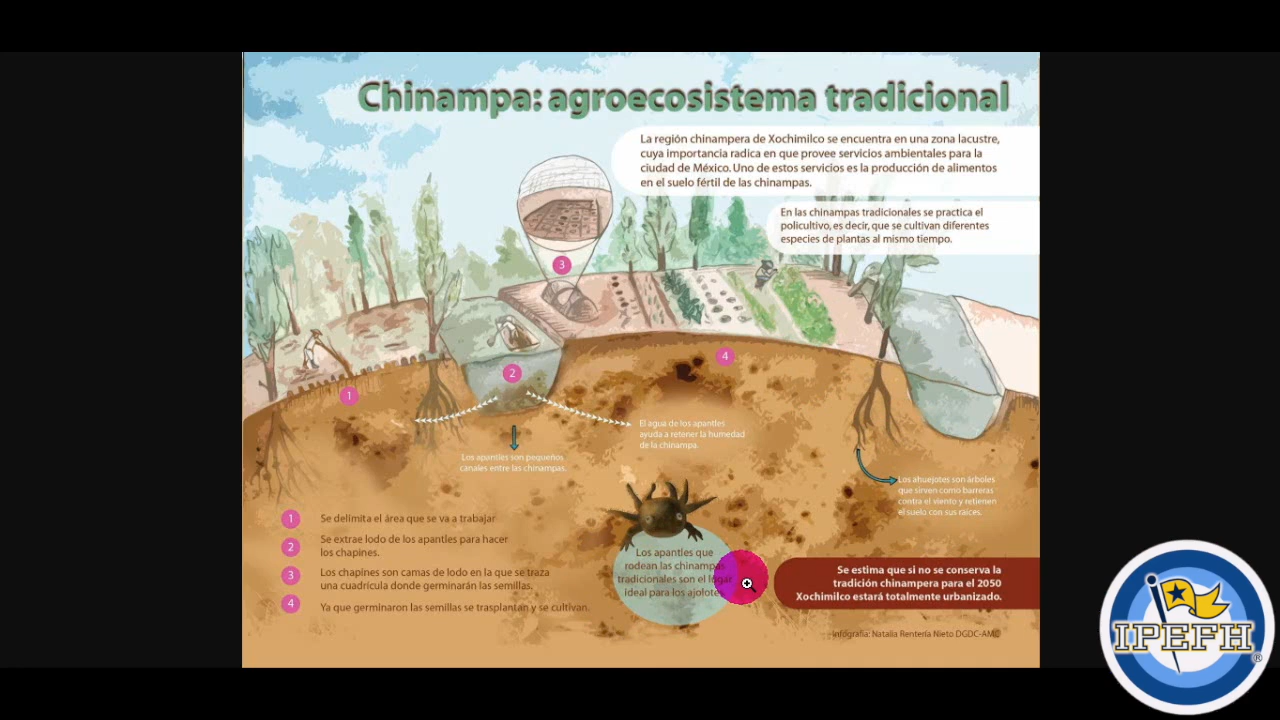 Chinampa: agroecosistema tradicional
La región chinampera de Xochimilco se encuentra en una zona lacustre,
cuya importancia radica en que provee servicios ambientales para la
ciudad de México. Uno de estos servicios es la producción de alimentos
en el suelo fértil de las chinampas.
En las chinampas tradicionales se practica el
policultivo, es decir, que se cultivan diferentes
especies de plantas al mismo tiempo.
3
4
2
1
El agua de los apantles
ayuda a retener la humedad
de la chinampa.
Los apantles son pequeños
canales entre las chinampas.
Los ahuejotes son árboles
que sirven como barreras
contra el viento y retienen
el suelo con sus raíces.
1 Se delimita el área que se va a trabajar
2 Se extrae lodo de los apantles para hacer
los chapines.
3 Los chapines son camas de lodo en la que se traza
una cuadrícula donde germinarán las semillas.
4 Ya que germinaron las semillas se trasplantan y se cultivan.
Los apantles que
rodean las chinampas
tradicionales son el lugar
ideal para los ajolotes
Se estima que si no se conserva la
tradición chinampera para el 2050
Xochimilco estará totalmente urbanizado.
Infografía: Natalia Rentería Nieto DGDC-AMC
IPEFH
®